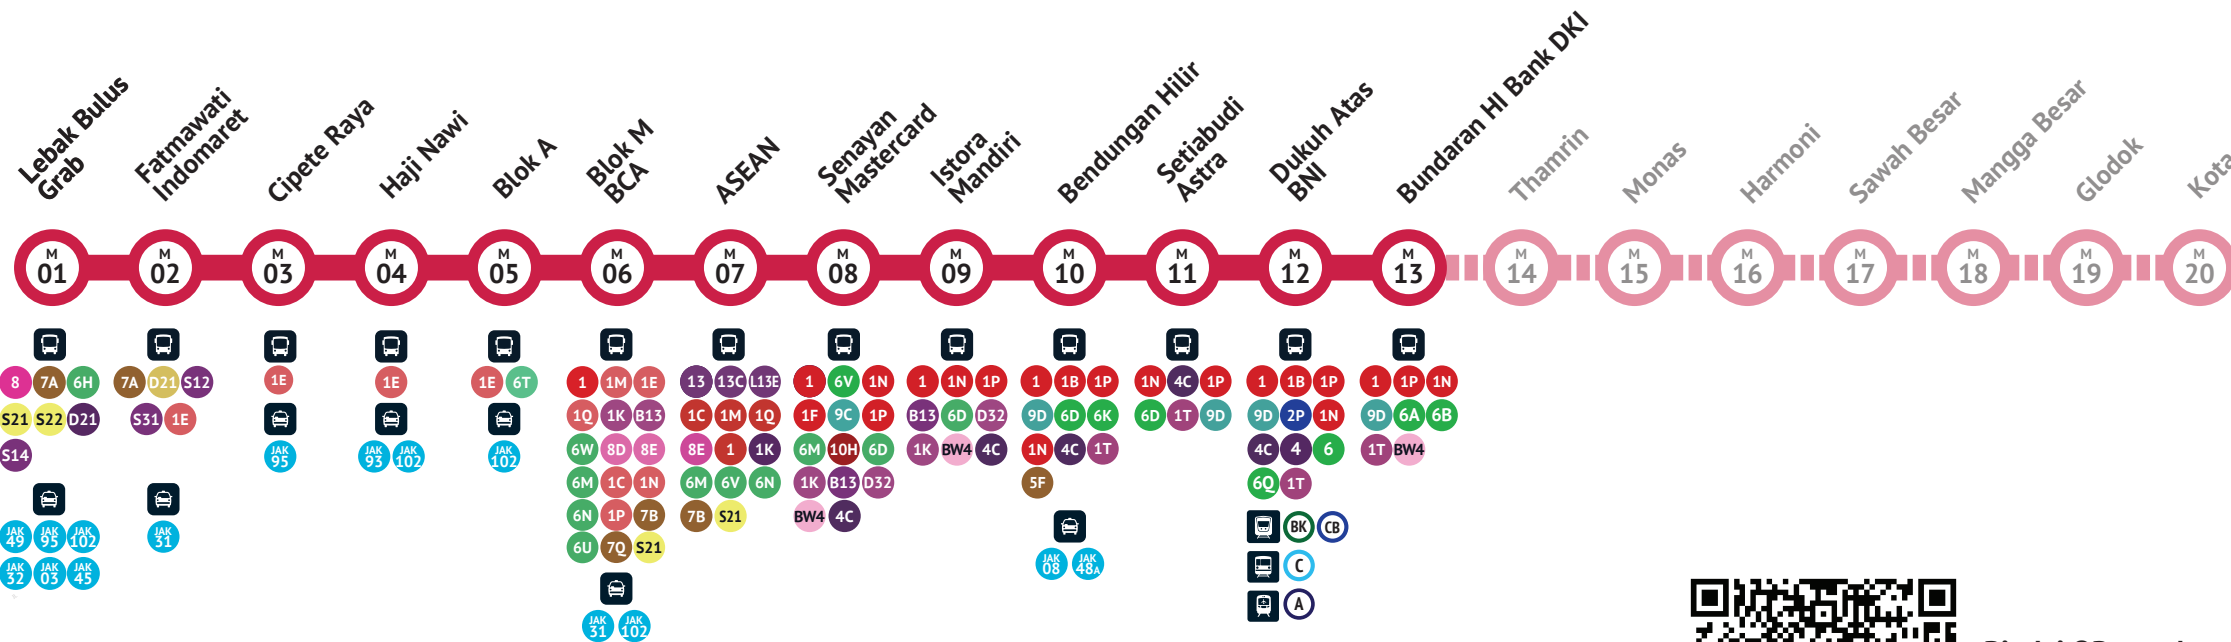 Lebak Bulus
Grab
Fatmawati
Indomaret
Cipete Raya
Haji Nawi
Blok A
Blok M
BCA
ASEAN
Senayan
Mastercard
Istora
Mandiri
Bendungan Hilir
Setiabudi
Astra
Dukuh Atas
BNI
Bundaran HI Bank DKI
Thamrin
Monas
Harmoni
Sawah Besar
Mangga Besar
Glodok
Kota
M 01
M 02
M 03
M 04
M 05
M 06
M 07
M 08
M 09
M 10
M 11
M 12
M 13
M 14
M 15
M 16
M 17
M 18
M 19
M 20
8 7A 6H
S21 S22 D21
S14
JAK 49 JAK 95 JAK 102
JAK 32 JAK 03 JAK 45
7A D21 S12
S31 1E
JAK 31
1E
JAK 95
1E
JAK 93 JAK 102
1E 6T
JAK 102
1 1M 1E
1Q 1K B13
6W 8D 8E
6M 1C 1N
6N 1P 7B
6U 7Q S21
JAK 31 JAK 102
13 13C L13E
1C 1M 1Q
8E 1 1K
6M 6V 6N
7B S21
1 6V 1N
1F 9C 1P
6M 10H 6D
1K B13 D32
BW4 4C
1 1N 1P
B13 6D D32
1K BW4 4C
1 1B 1P
9D 6D 6K
1N 4C 1T
5F
JAK 08 JAK 48A
1N 4C 1P
6D 1T 9D
1 1B 1P
9D 2P 1N
4C 4 6
6Q 1T
BK CB
C
A
1 1P 1N
9D 6A 6B
1T BW4